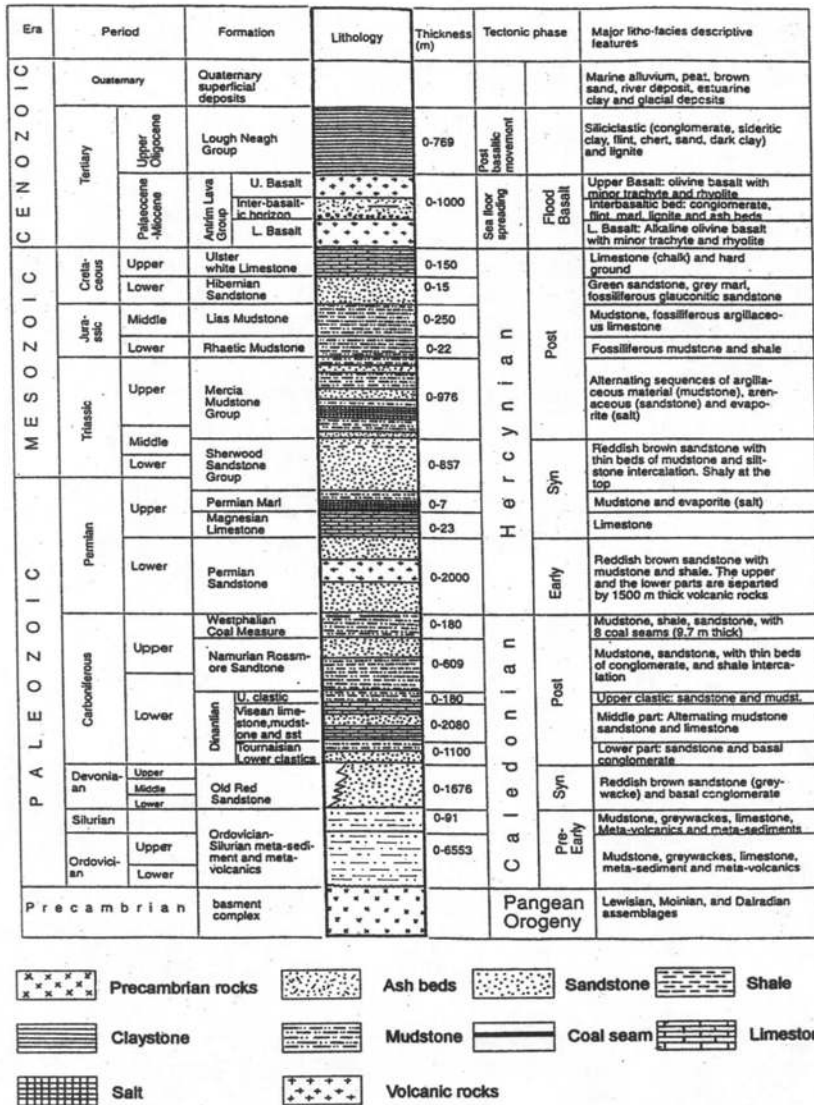 Era Period Formation Lithology Thickness (m) Tectonic phase Major litho-facies descriptive features
CENOZOIC
Quaternary
Quaternary superficial deposits
Marine alluvium, peat, brown sand, river deposit, estuarine clay and glacial deposits
Tertiary
Upper Oligocene
Lough Neagh Group
0-769
Post basaltic movement
Siliciclastic (conglomerate, sideritic clay, flint, chert, sand, dark clay) and lignite
Palaeocene -Miocene
Antrim Lava Group
U. Basalt
Inter-basalt-ic horizon
L. Basalt
0-1000
Sea floor spreading
Flood Basalt
Upper Basalt: olivine basalt with minor trachyte and rhyolite
Interbasaltic bed: conglomerate, flint, marl, lignite and ash beds
L. Basalt: Alkaline olivine basalt with minor trachyte and rhyolite
MESOZOIC
Creta-ceous
Upper
Ulster white Limestone
0-150
Limestone (chalk) and hard ground
Lower
Hibernian Sandstone
0-15
Green sandstone, grey marl, fossiliferous glauconitic sandstone
Jura-ssic
Middle
Lias Mudstone
0-250
Mudstone, fossiliferous argillaceo-us limestone
Lower
Rhaetic Mudstone
0-22
Fossiliferous mudstone and shale
Triassic
Upper
Mercia Mudstone Group
0-976
Alternating sequences of argilla-ceous material (mudstone), aren-aceous (sandstone) and evapo-rite (salt)
Middle
Lower
Sherwood Sandstone Group
0-857
Reddish brown sandstone with thin beds of mudstone and silt-stone intercalation. Shaly at the top
Hercynian
Post
Syn
Early
PALEOZOIC
Permian
Upper
Permian Marl
0-7
Mudstone and evaporite (salt)
Magnesian Limestone
0-23
Limestone
Lower
Permian Sandstone
0-2000
Reddish brown sandstone with mudstone and shale. The upper and the lower parts are separted by 1500 m thick volcanic rocks
Carboniferous
Upper
Westphalian Coal Measure
0-180
Mudstone, shale, sandstone, with 8 coal seams (9.7 m thick)
Namurian Rossm-ore Sandtone
0-609
Mudstone, sandstone, with thin beds of conglomerate, and shale interca-lation
Lower
Dinantian
U. clastic
0-180
Upper clastic: sandstone and mudst.
Visean lime-stone,mudst-one and sst
0-2080
Middle part: Alternating mudstone sandstone and limestone
Tournaisian Lower clastics
0-1100
Lower part: sandstone and basal conglomerate
Caledonian
Post
Syn
Pre-Early
Devonia-an
Upper
Middle
Lower
Old Red Sandstone
0-1676
Reddish brown sandstone (grey-wacke) and basal conglomerate
Silurian
0-91
Mudstone, greywackes, limestone, Meta-volcanics and meta-sediments
Ordovici-an
Upper
Lower
Ordovician-Silurian meta-sedi-ment and meta-volcanics
0-6553
Mudstone, greywackes, limestone, meta-sediment and meta-volcanics
Precambrian
basment complex
Pangean Orogeny
Lewisian, Moinian, and Dalradian assemblages
Precambrian rocks
Ash beds
Sandstone
Shale
Claystone
Mudstone
Coal seam
Limeston
Salt
Volcanic rocks